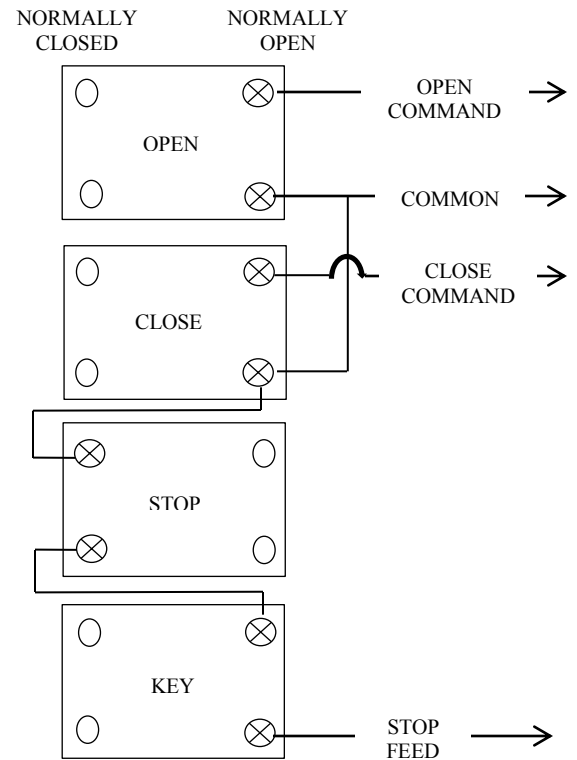 NORMALLY
CLOSED
NORMALLY
OPEN
OPEN
OPEN
COMMAND
COMMON
CLOSE
CLOSE
COMMAND
STOP
KEY
STOP
FEED